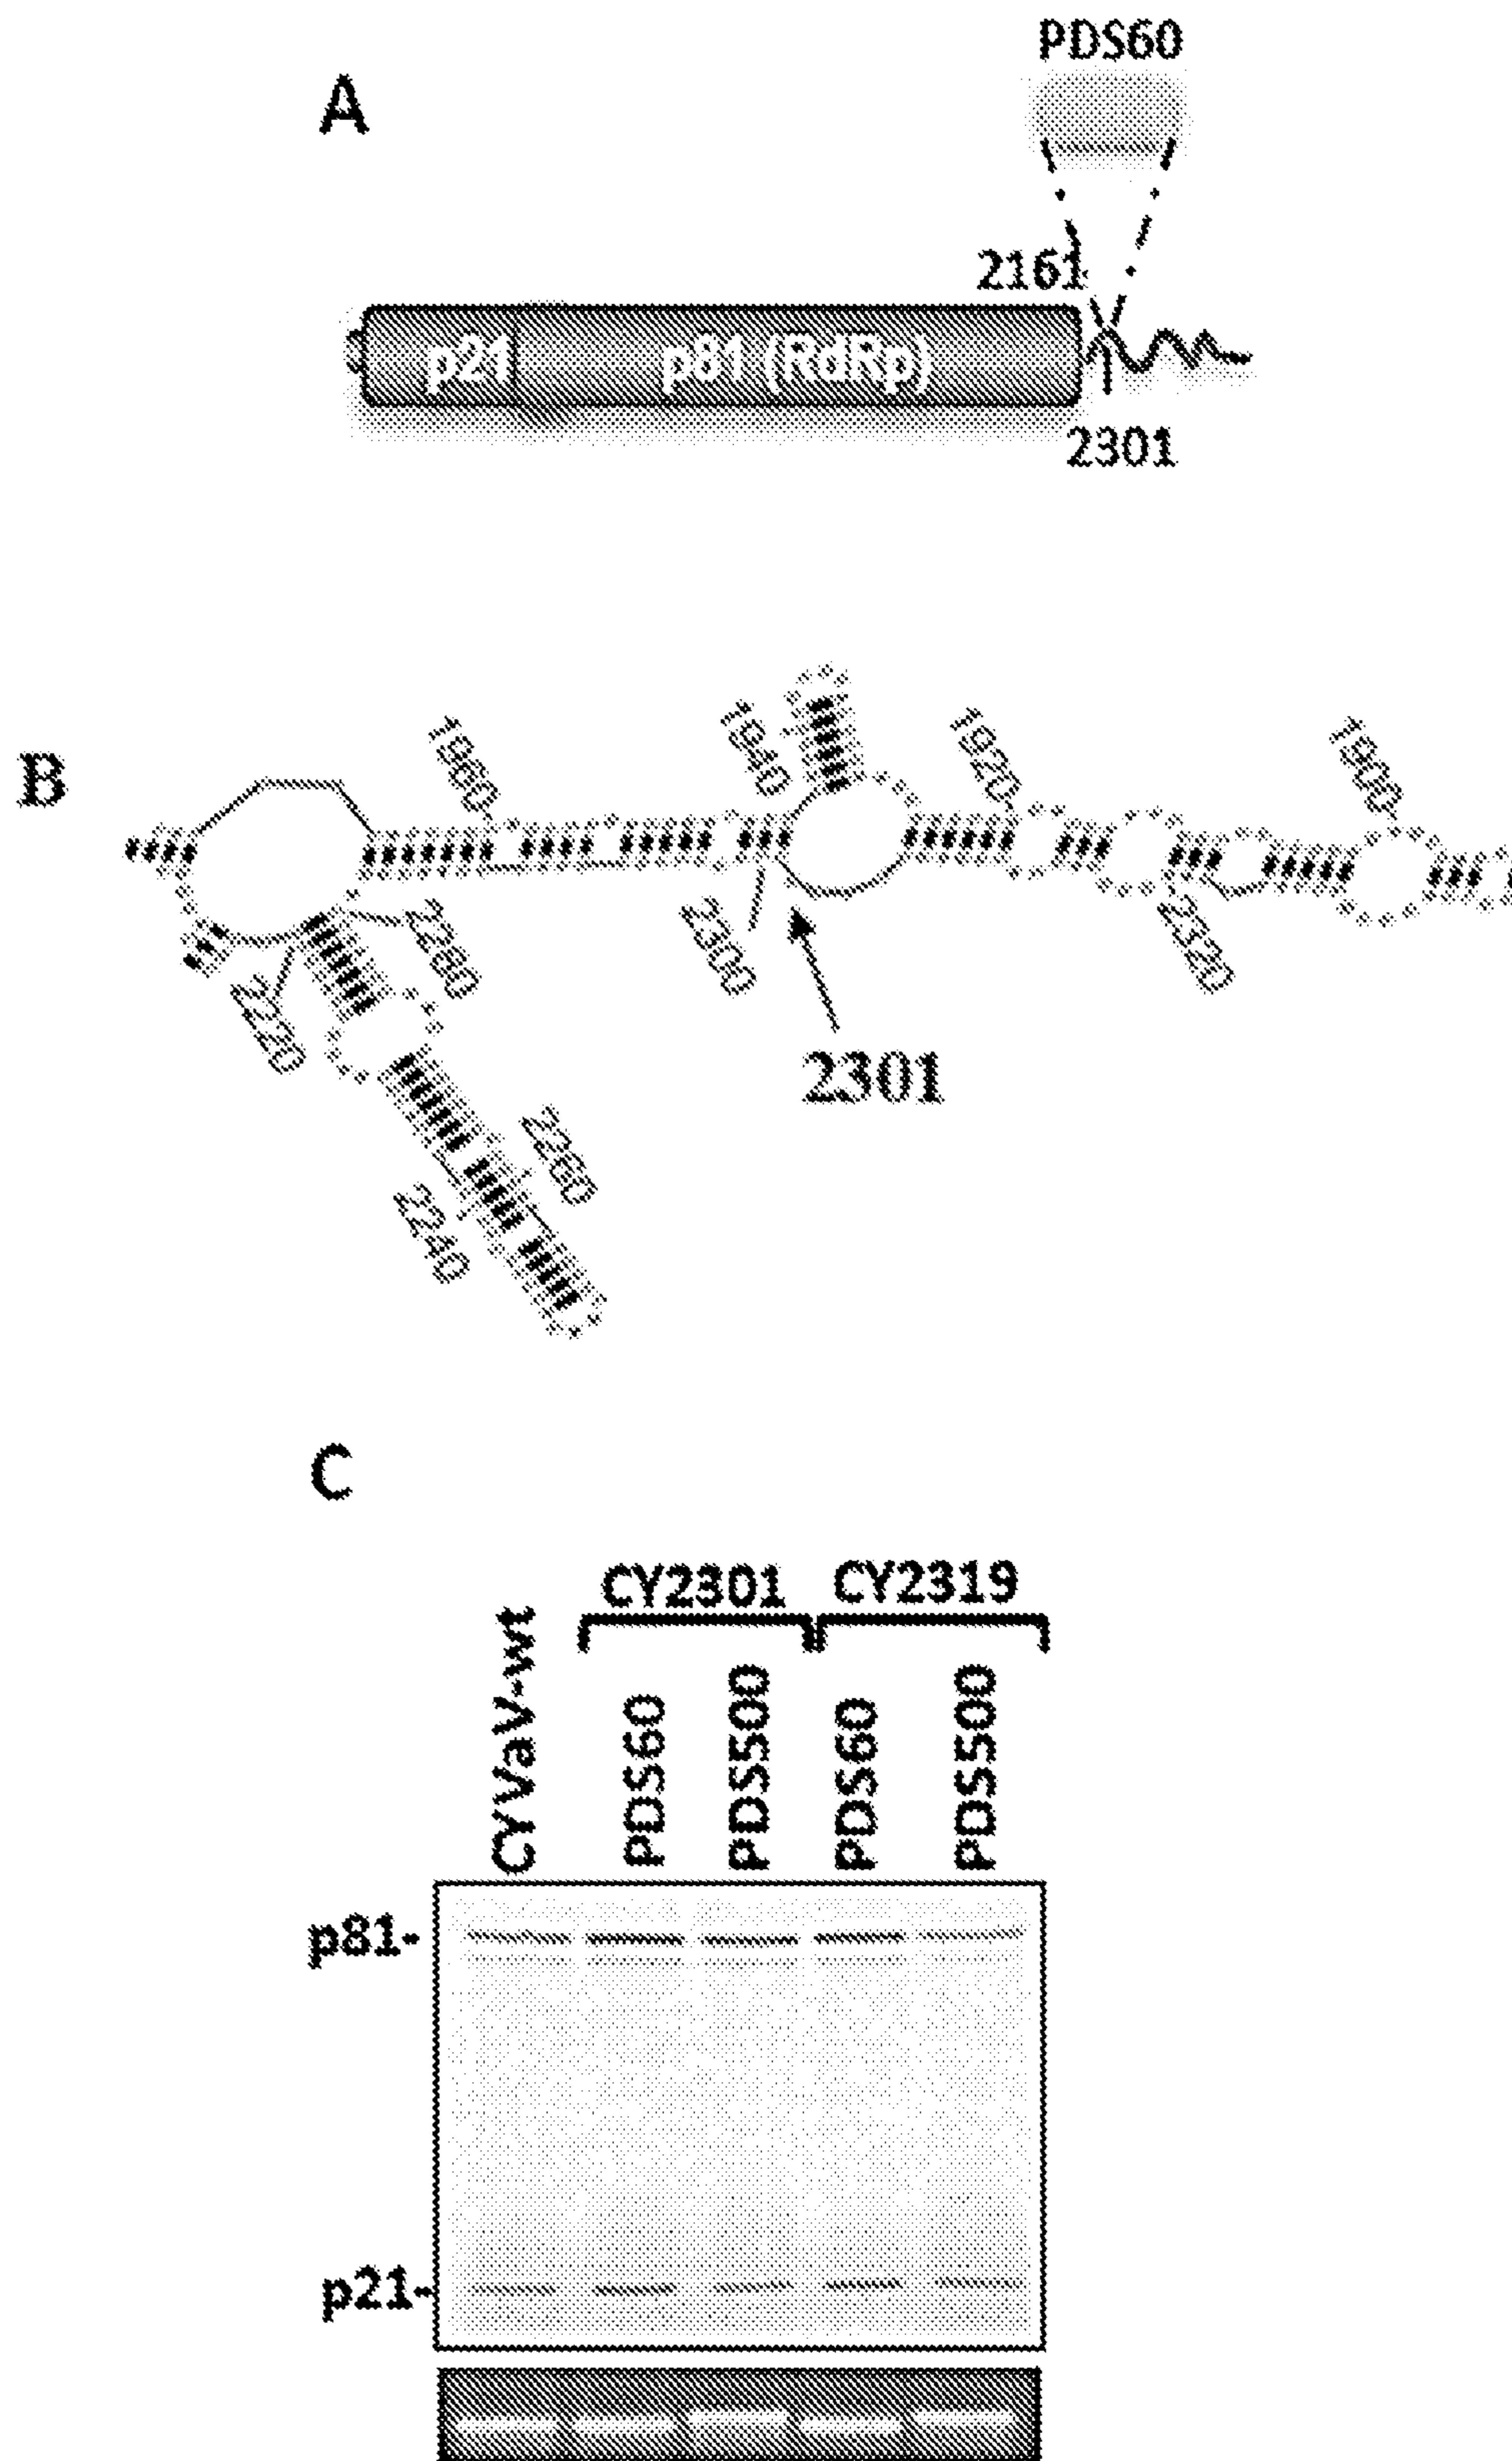 A
PDS60
2161
p21
p81 (RdRp)
2301
B
1960
1940
1920
1900
2280
2300
2320
2220
2301
2260
2240
C
CY2301
CY2319
CYVaV-wt
PDS60
PDS500
PDS60
PDS500
p81-
p21-